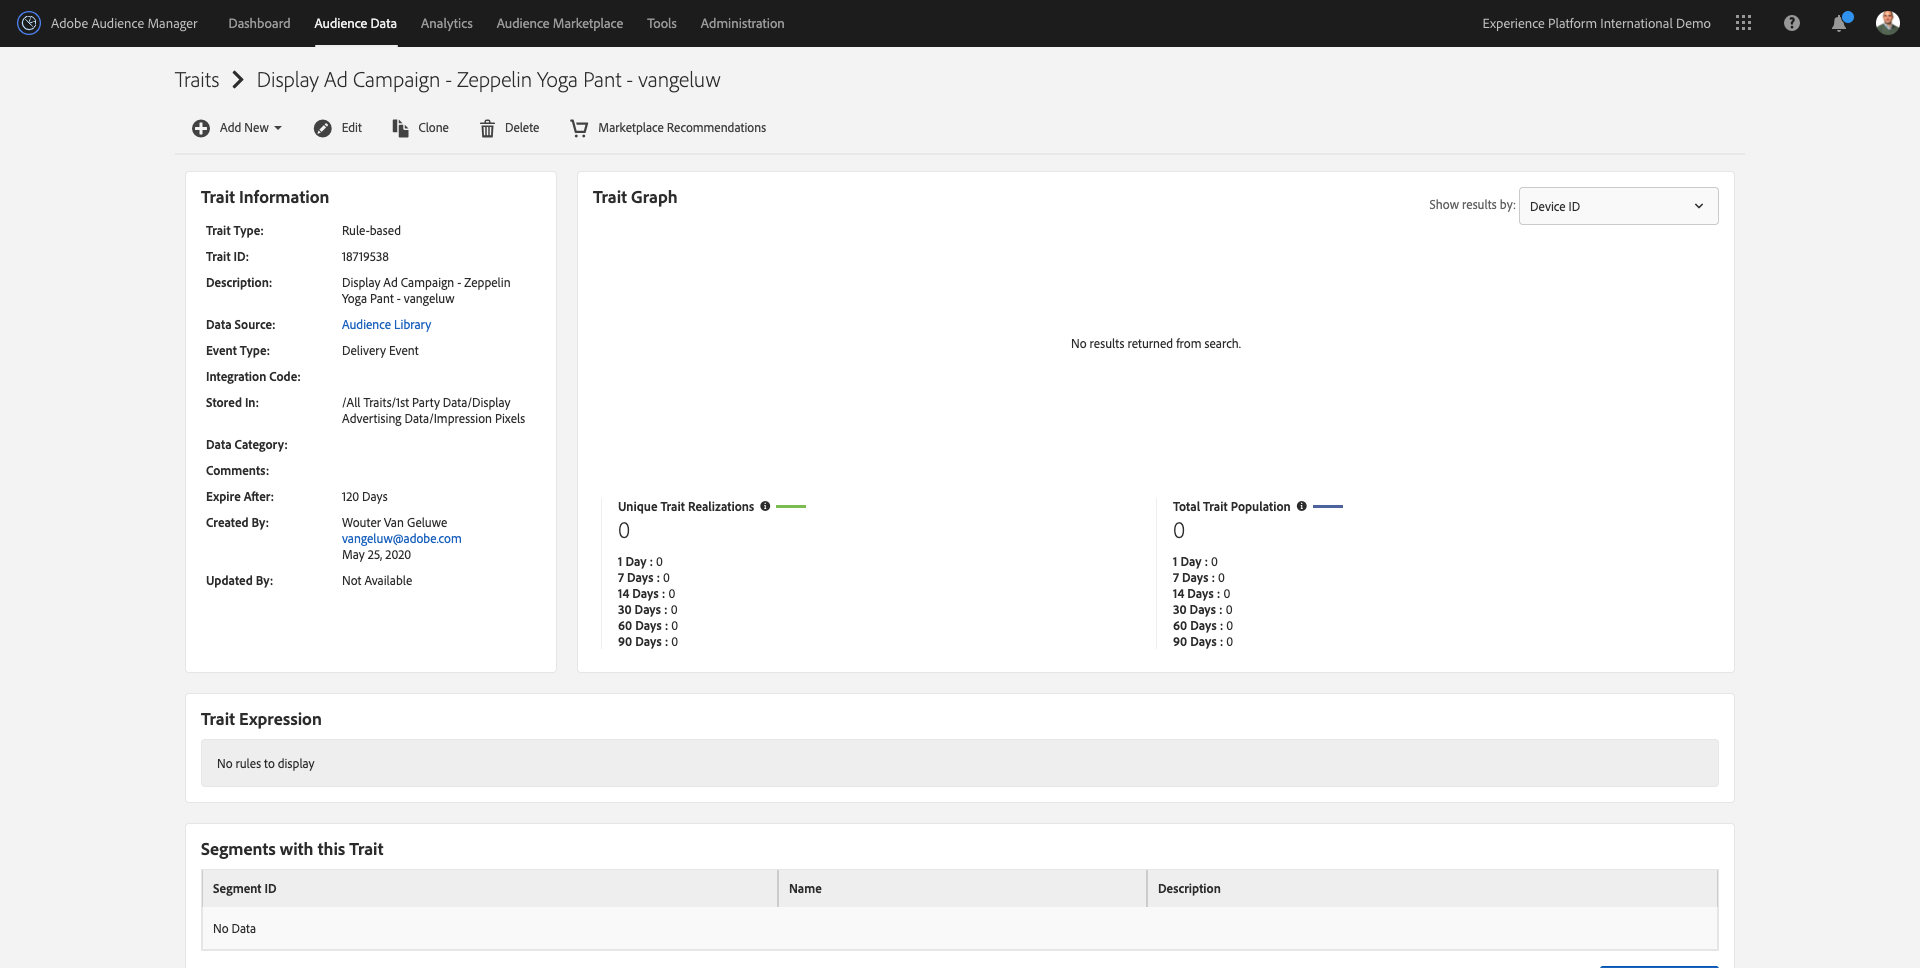 Adobe Audience Manager
Dashboard
Audience Data
Analytics
Audience Marketplace
Tools
Administration
Experience Platform International Demo
Traits
Display Ad Campaign - Zeppelin Yoga Pant - vangeluw
Add New
Edit
Clone
Delete
Marketplace Recommendations
Trait Information
Trait Type: Rule-based
Trait ID: 18719538
Description: Display Ad Campaign - Zeppelin
Yoga Pant - vangeluw
Data Source: Audience Library
Event Type: Delivery Event
Integration Code:
Stored In: /All Traits/1st Party Data/Display
Advertising Data/Impression Pixels
Data Category:
Comments:
Expire After: 120 Days
Created By: Wouter Van Geluwe
vangeluw@adobe.com
May 25, 2020
Updated By: Not Available
Trait Graph
Show results by: Device ID
No results returned from search.
Unique Trait Realizations
0
1 Day : 0
7 Days : 0
14 Days : 0
30 Days : 0
60 Days : 0
90 Days : 0
Total Trait Population
0
1 Day : 0
7 Days : 0
14 Days : 0
30 Days : 0
60 Days : 0
90 Days : 0
Trait Expression
No rules to display
Segments with this Trait
Segment ID
Name
Description
No Data